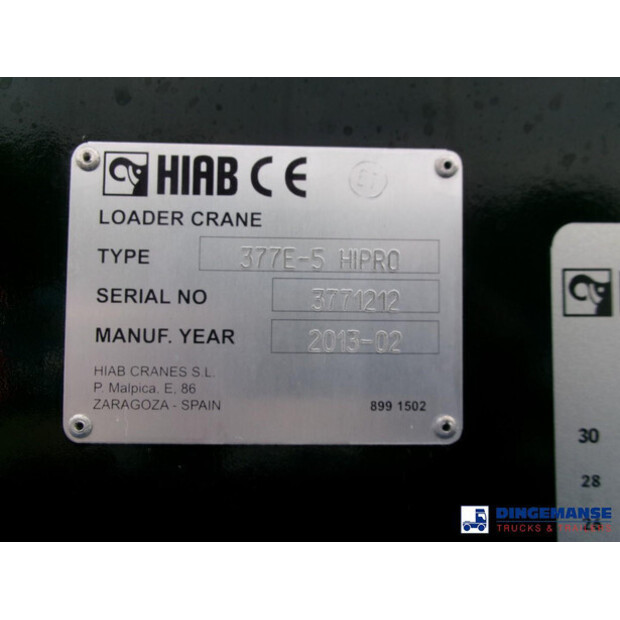 HIAB CE
LOADER CRANE
TYPE 377E-5 HIPRO
SERIAL NO 3771212
MANUF. YEAR 2013-02
HIAB CRANES S.L.
P. Malpica. E, 86
ZARAGOZA - SPAIN 899 1502
30
28
26
DINGEMANSE
TRUCKS & TRAILERS